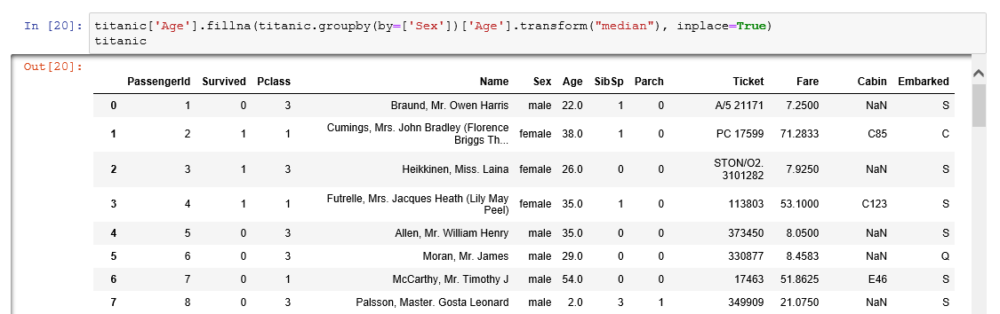 In [20]: titanic['Age'].fillna(titanic.groupby(by=['Sex'])['Age'].transform("median"), inplace=True)
titanic
Out[20]:
PassengerId Survived Pclass Name Sex Age SibSp Parch Ticket Fare Cabin Embarked
0 1 0 3 Braund, Mr. Owen Harris male 22.0 1 0 A/5 21171 7.2500 NaN S
1 2 1 1 Cumings, Mrs. John Bradley (Florence Briggs Th... female 38.0 1 0 PC 17599 71.2833 C85 C
2 3 1 3 Heikkinen, Miss. Laina female 26.0 0 0 STON/O2. 3101282 7.9250 NaN S
3 4 1 1 Futrelle, Mrs. Jacques Heath (Lily May Peel) female 35.0 1 0 113803 53.1000 C123 S
4 5 0 3 Allen, Mr. William Henry male 35.0 0 0 373450 8.0500 NaN S
5 6 0 3 Moran, Mr. James male 29.0 0 0 330877 8.4583 NaN Q
6 7 0 1 McCarthy, Mr. Timothy J male 54.0 0 0 17463 51.8625 E46 S
7 8 0 3 Palsson, Master. Gosta Leonard male 2.0 3 1 349909 21.0750 NaN S